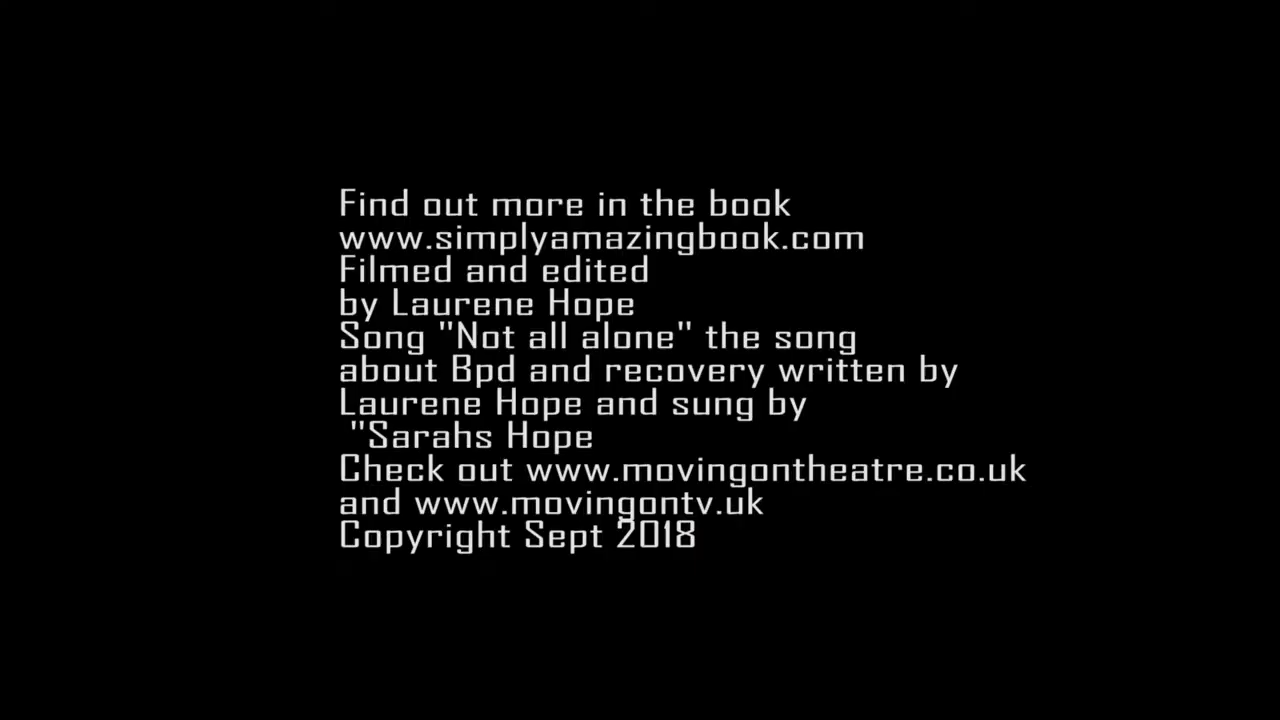 Find out more in the book
www.simplyamazingbook.com
Filmed and edited
by Laurene Hope
Song "Not all alone" the song
about Bpd and recovery written by
Laurene Hope and sung by
"Sarahs Hope
Check out www.movingontheatre.co.uk
and www.movingontv.uk
Copyright Sept 2018